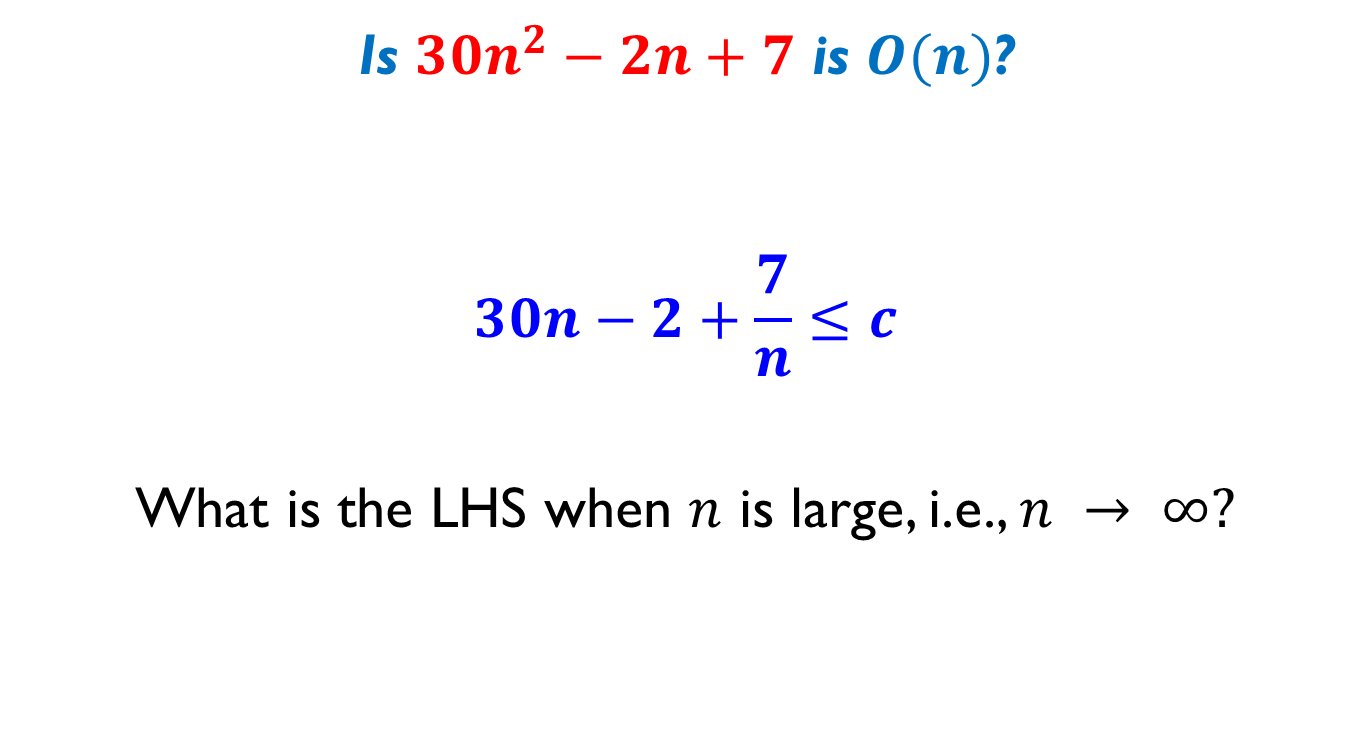 Is 30n² − 2n + 7 is O(n)?
30n − 2 + 7/n ≤ c
What is the LHS when n is large, i.e., n → ∞?